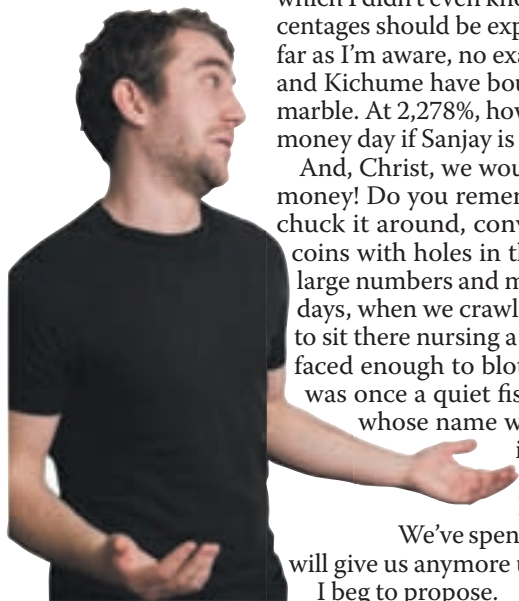 which I didn't even kno
centages should be exp
far as I'm aware, no exa
and Kichume have bou
marble. At 2,278%, how
money day if Sanjay is
And, Christ, we wou
money! Do you remem
chuck it around, conv
coins with holes in th
large numbers and m
days, when we crawl
to sit there nursing a
faced enough to blot
was once a quiet fis
whose name w
i
We've spen
will give us anymore u
I beg to propose.